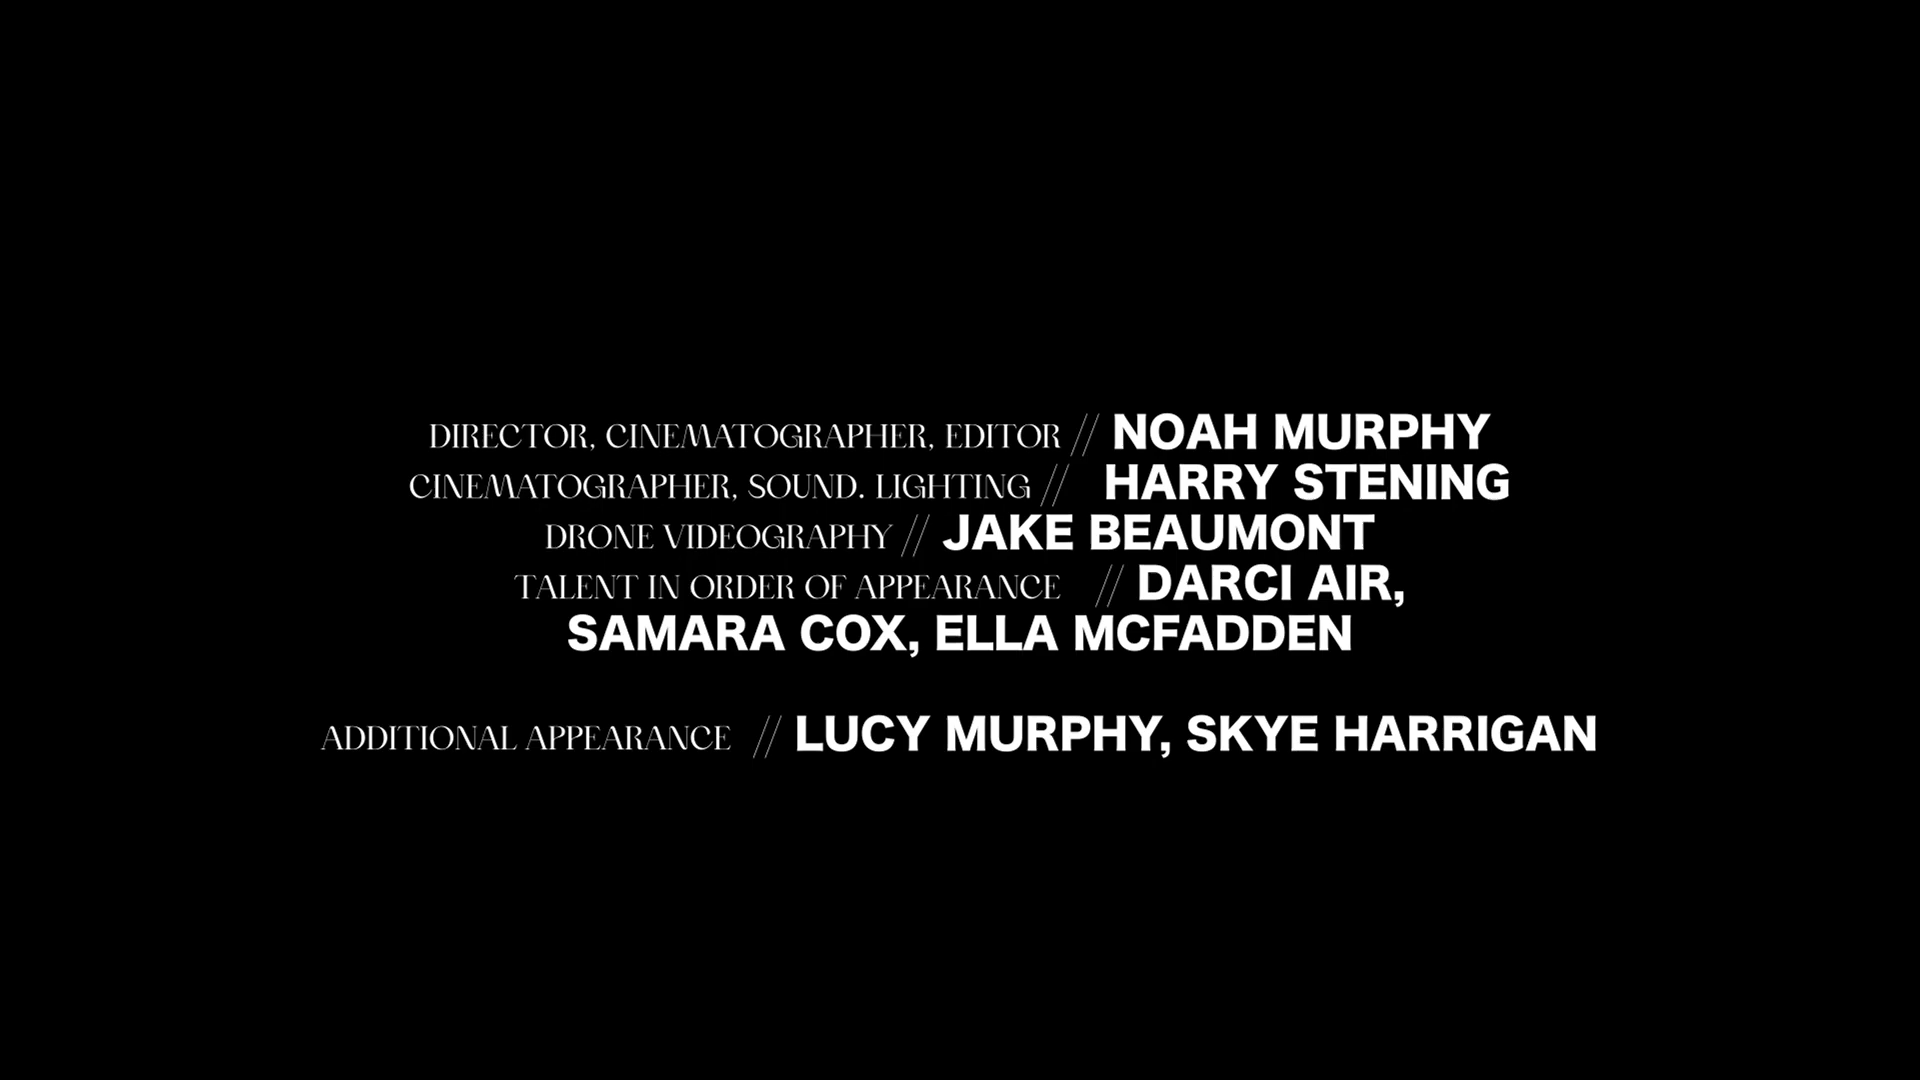 DIRECTOR, CINEMATOGRAPHER, EDITOR // NOAH MURPHY
CINEMATOGRAPHER, SOUND. LIGHTING // HARRY STENING
DRONE VIDEOGRAPHY // JAKE BEAUMONT
TALENT IN ORDER OF APPEARANCE // DARCI AIR,
SAMARA COX, ELLA MCFADDEN
ADDITIONAL APPEARANCE // LUCY MURPHY, SKYE HARRIGAN